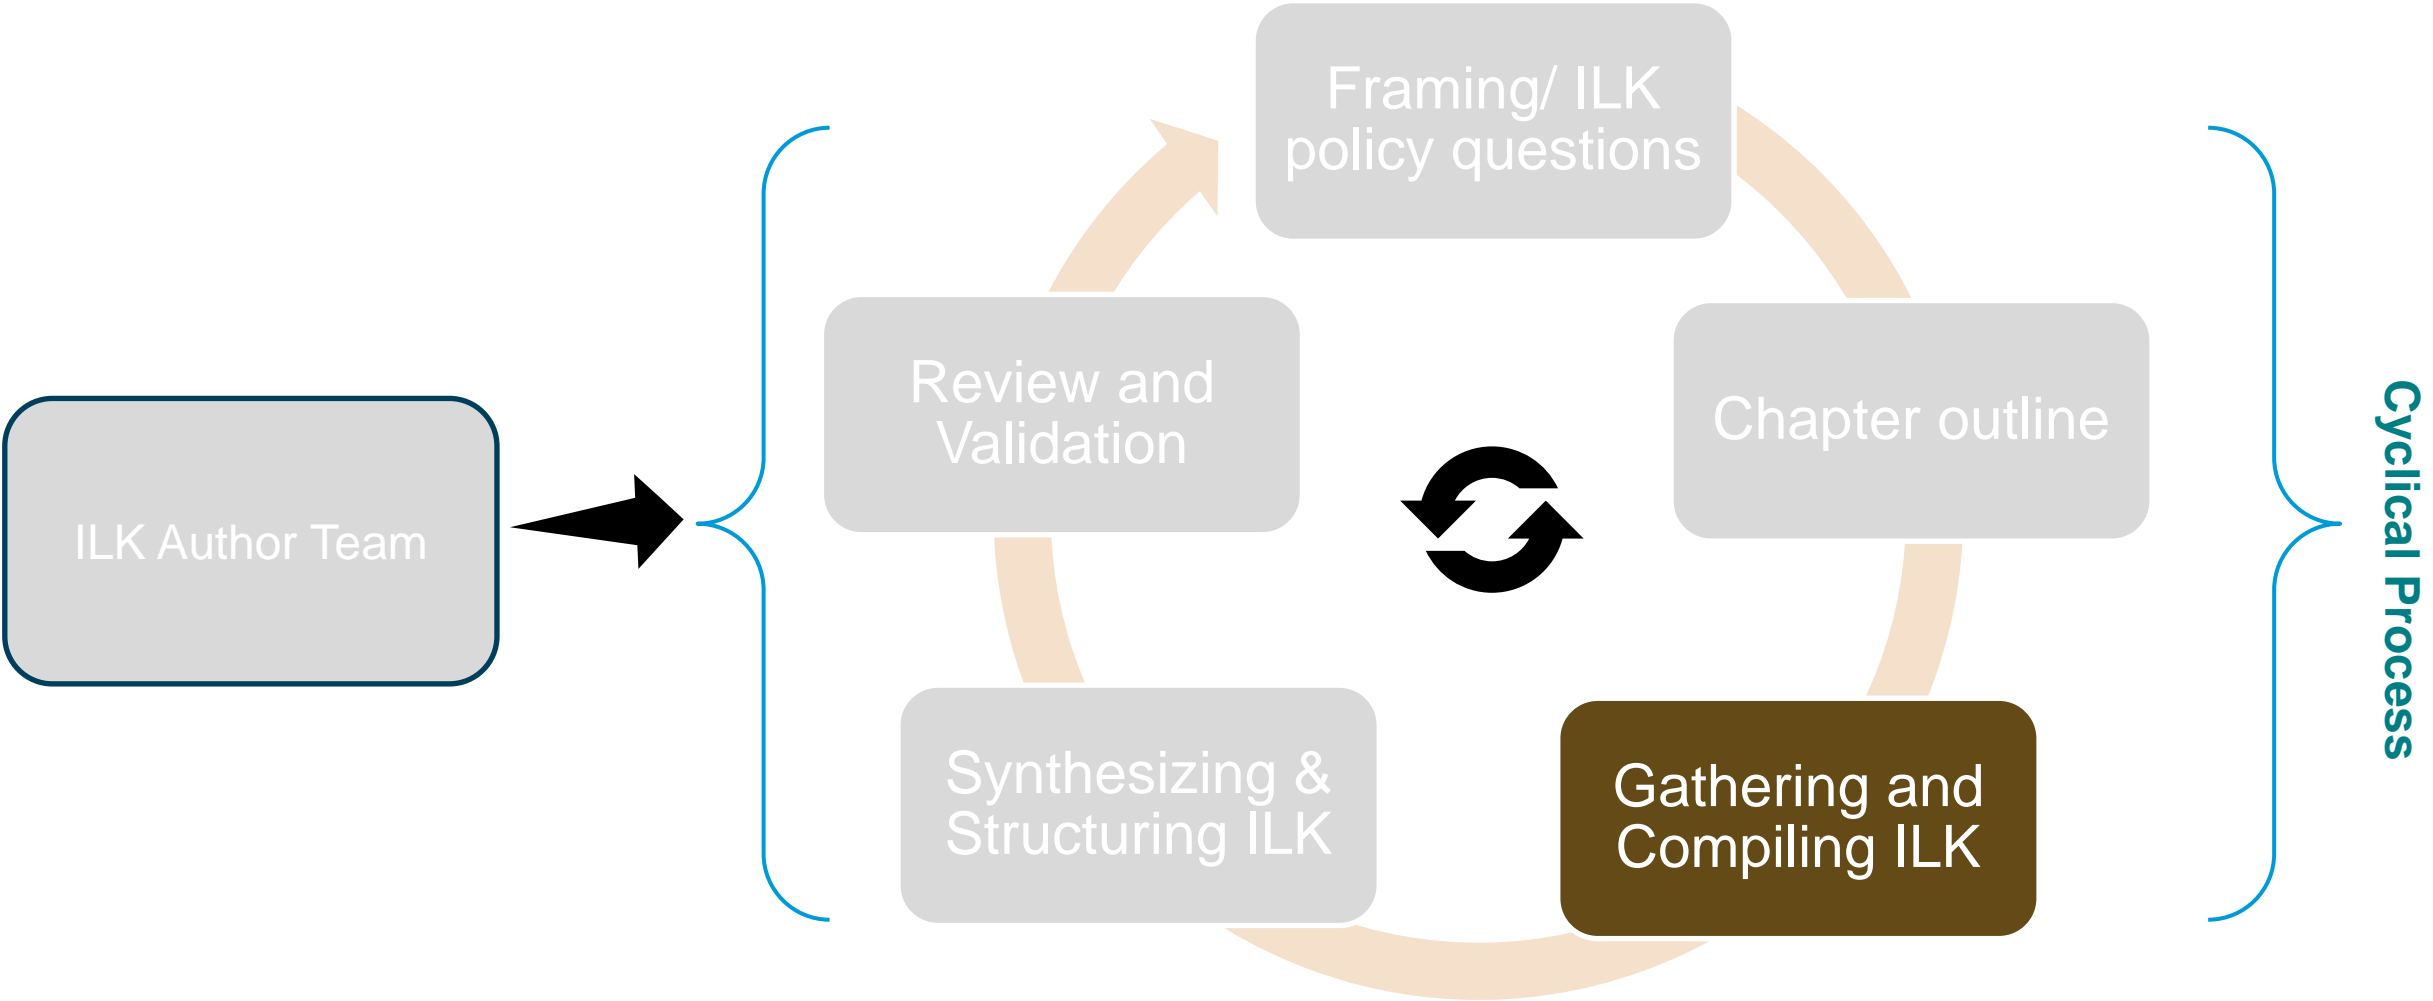 ILK Author Team
Framing/ ILK
policy questions
Chapter outline
Gathering and
Compiling ILK
Synthesizing &
Structuring ILK
Review and
Validation
Cyclical Process